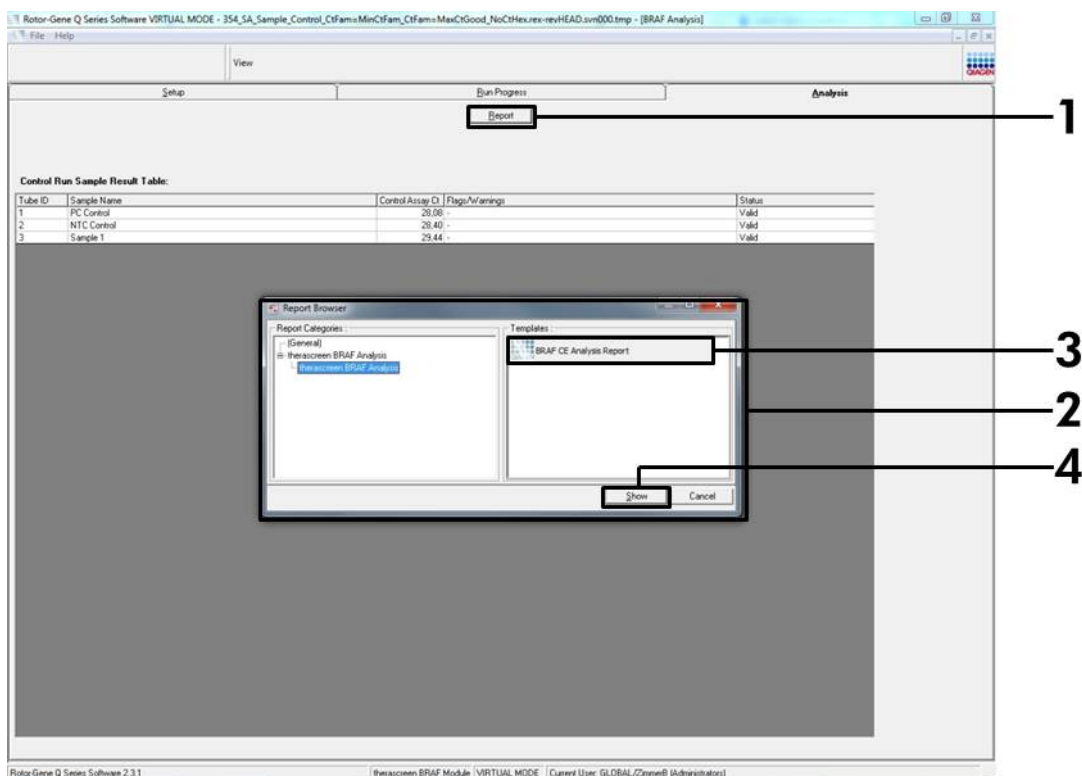 Rotor-Gene Q Series Software VIRTUAL MODE - 354_SA_Sample_Control_CtFam=MinCtFam_CtFam=MaxCtGood_NoCtHex.rex-revHEAD.svn000.tmp - [BRAF Analysis]
File Help
View
QIAGEN
Setup Run Progress Analysis
Report 1
Control Run Sample Result Table:
Tube ID Sample Name Control Assay Ct Flags/Warnings Status
1 PC Control 28,08 - Valid
2 NTC Control 28,40 - Valid
3 Sample 1 29,44 - Valid
Report Browser
Report Categories : Templates :
(General)
BRAF CE Analysis Report 3
therascreen BRAF Analysis
therascreen BRAF Analysis
2
4
Show Cancel
Rotor-Gene Q Series Software 2.3.1 therascreen BRAF Module VIRTUAL MODE Current User: GLOBAL/ZimmerB (Administrators)